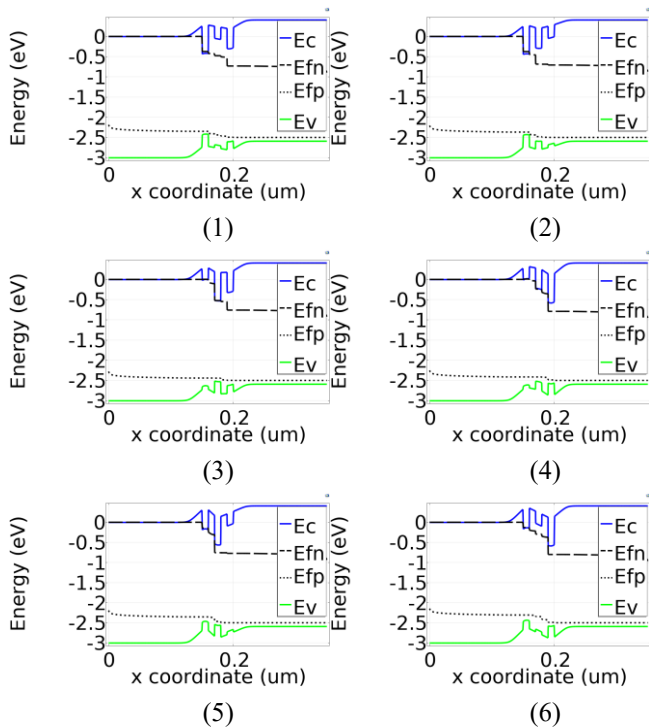 Energy (eV)
0
-0.5
-1
-1.5
-2
-2.5
-3
Ec
Efn
Efp
Ev
0
0.2
x coordinate (um)
(1)
Energy (eV)
0
-0.5
-1
-1.5
-2
-2.5
-3
Ec
Efn
Efp
Ev
0
0.2
x coordinate (um)
(2)
Energy (eV)
0
-0.5
-1
-1.5
-2
-2.5
-3
Ec
Efn
Efp
Ev
0
0.2
x coordinate (um)
(3)
Energy (eV)
0
-0.5
-1
-1.5
-2
-2.5
-3
Ec
Efn
Efp
Ev
0
0.2
x coordinate (um)
(4)
Energy (eV)
0
-0.5
-1
-1.5
-2
-2.5
-3
Ec
Efn
Efp
Ev
0
0.2
x coordinate (um)
(5)
Energy (eV)
0
-0.5
-1
-1.5
-2
-2.5
-3
Ec
Efn
Efp
Ev
0
0.2
x coordinate (um)
(6)